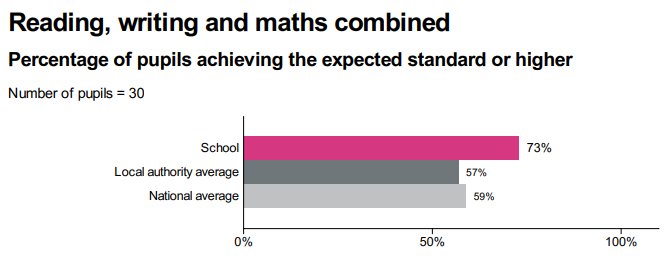 Reading, writing and maths combined
Percentage of pupils achieving the expected standard or higher
Number of pupils = 30
School 73%
Local authority average 57%
National average 59%
0% 50% 100%